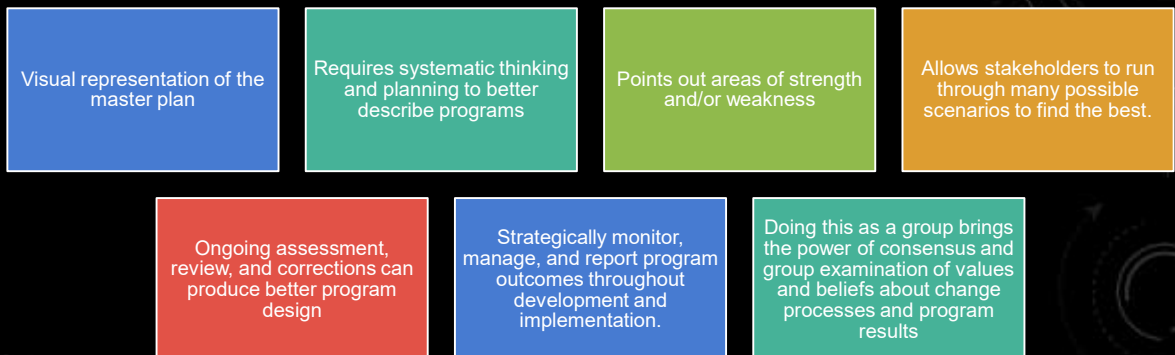 Visual representation of the
master plan
Requires systematic thinking
and planning to better
describe programs
Points out areas of strength
and/or weakness
Allows stakeholders to run
through many possible
scenarios to find the best.
Ongoing assessment,
review, and corrections can
produce better program
design
Strategically monitor,
manage, and report program
outcomes throughout
development and
implementation.
Doing this as a group brings
the power of consensus and
group examination of values
and beliefs about change
processes and program
results